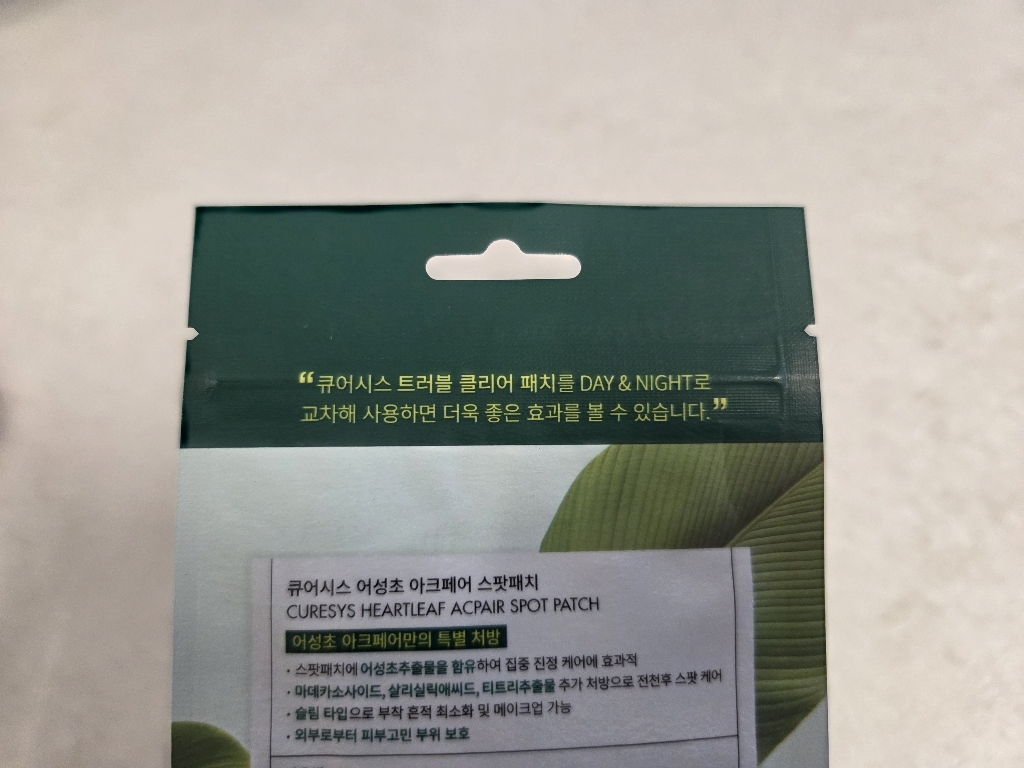 “큐어시스 트러블 클리어 패치를 DAY & NIGHT로
교차해 사용하면 더욱 좋은 효과를 볼 수 있습니다.”
큐어시스 어성초 아크페어 스팟패치
CURESYS HEARTLEAF ACPAIR SPOT PATCH
어성초 아크페어만의 특별 처방
· 스팟패치에 어성초추출물을 함유하여 집중 진정 케어에 효과적
· 마데카소사이드, 살리실릭애씨드, 티트리추출물 추가 처방으로 전천후 스팟 케어
· 슬림 타입으로 부착 흔적 최소화 및 메이크업 가능
· 외부로부터 피부고민 부위 보호